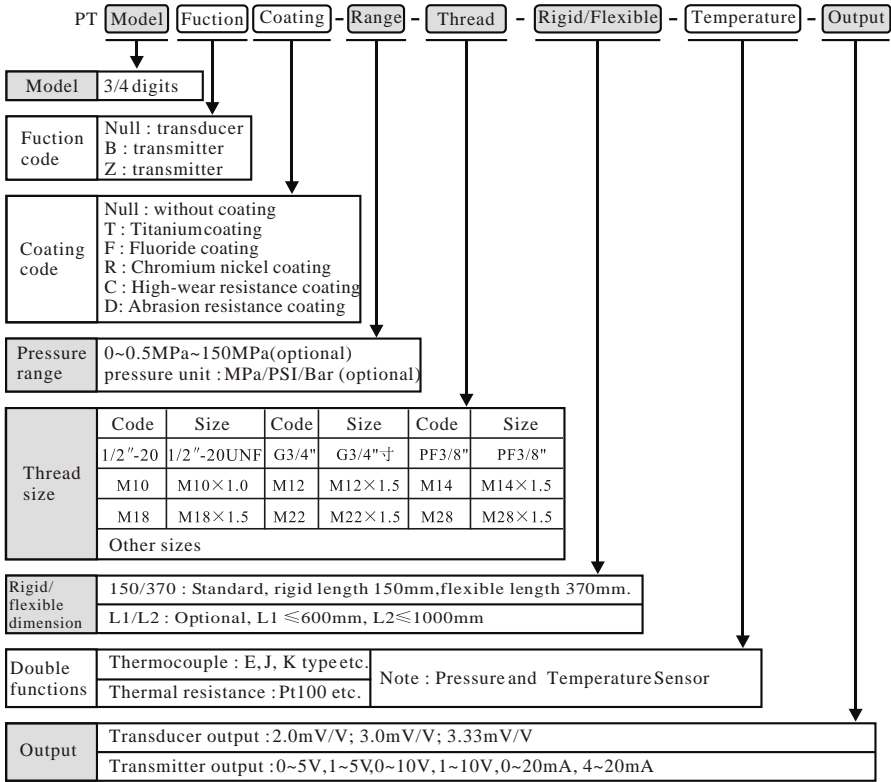 PT Model Fuction Coating - Range - Thread - Rigid/Flexible - Temperature - Output
Model 3/4 digits
Fuction code
Null : transducer
B : transmitter
Z : transmitter
Coating code
Null : without coating
T : Titanium coating
F : Fluoride coating
R : Chromium nickel coating
C : High-wear resistance coating
D: Abrasion resistance coating
Pressure range
0~0.5MPa~150MPa(optional)
pressure unit : MPa/PSI/Bar (optional)
Thread size
Code Size Code Size Code Size
1/2"-20 1/2"-20UNF G3/4" G3/4"寸 PF3/8" PF3/8"
M10 M10×1.0 M12 M12×1.5 M14 M14×1.5
M18 M18×1.5 M22 M22×1.5 M28 M28×1.5
Other sizes
Rigid/
flexible
dimension
150/370 : Standard, rigid length 150mm,flexible length 370mm.
L1/L2 : Optional, L1 ≤600mm, L2≤1000mm
Double
functions
Thermocouple : E,J, K type etc.
Thermal resistance : Pt100 etc.
Note : Pressure and Temperature Sensor
Output
Transducer output : 2.0mV/V; 3.0mV/V; 3.33mV/V
Transmitter output : 0~5V,1~5V,0~10V,1~10V,0~20mA, 4~20mA